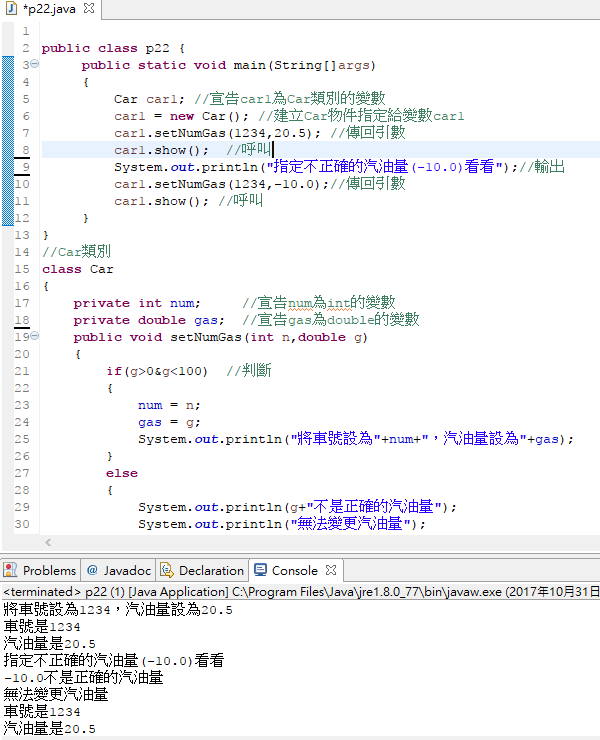 *p22.java
1
2 public class p22 {
3 public static void main(String[]args)
4 {
5 Car car1; //宣告car1為Car類別的變數
6 car1 = new Car(); //建立Car物件指定給變數car1
7 car1.setNumGas(1234,20.5); //傳回引數
8 car1.show(); //呼叫
9 System.out.println("指定不正確的汽油量(-10.0)看看");//輸出
10 car1.setNumGas(1234,-10.0);//傳回引數
11 car1.show(); //呼叫
12 }
13 }
14 //Car類別
15 class Car
16 {
17 private int num; //宣告num為int的變數
18 private double gas; //宣告gas為double的變數
19 public void setNumGas(int n,double g)
20 {
21 if(g>0&g<100) //判斷
22 {
23 num = n;
24 gas = g;
25 System.out.println("將車號設為"+num+"，汽油量設為"+gas);
26 }
27 else
28 {
29 System.out.println(g+"不是正確的汽油量");
30 System.out.println("無法變更汽油量");
Problems @ Javadoc Declaration Console
<terminated> p22 (1) [Java Application] C:\Program Files\Java\jre1.8.0_77\bin\javaw.exe (2017年10月31日
將車號設為1234，汽油量設為20.5
車號是1234
汽油量是20.5
指定不正確的汽油量(-10.0)看看
-10.0不是正確的汽油量
無法變更汽油量
車號是1234
汽油量是20.5